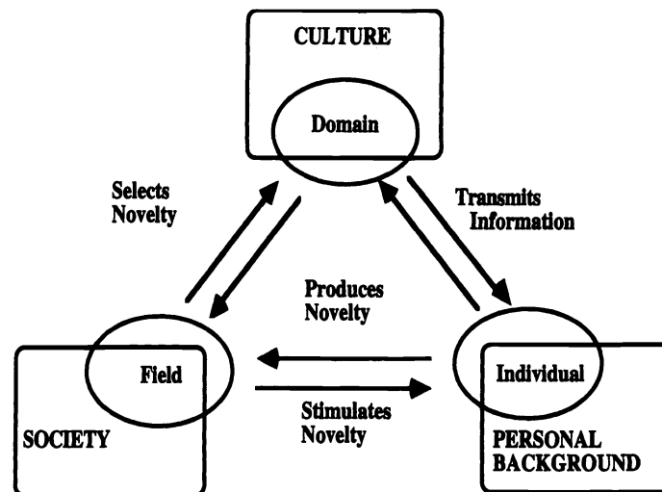 CULTURE
Domain
Selects
Novelty
Transmits
Information
Produces
Novelty
Field
Individual
Stimulates
Novelty
SOCIETY
PERSONAL
BACKGROUND